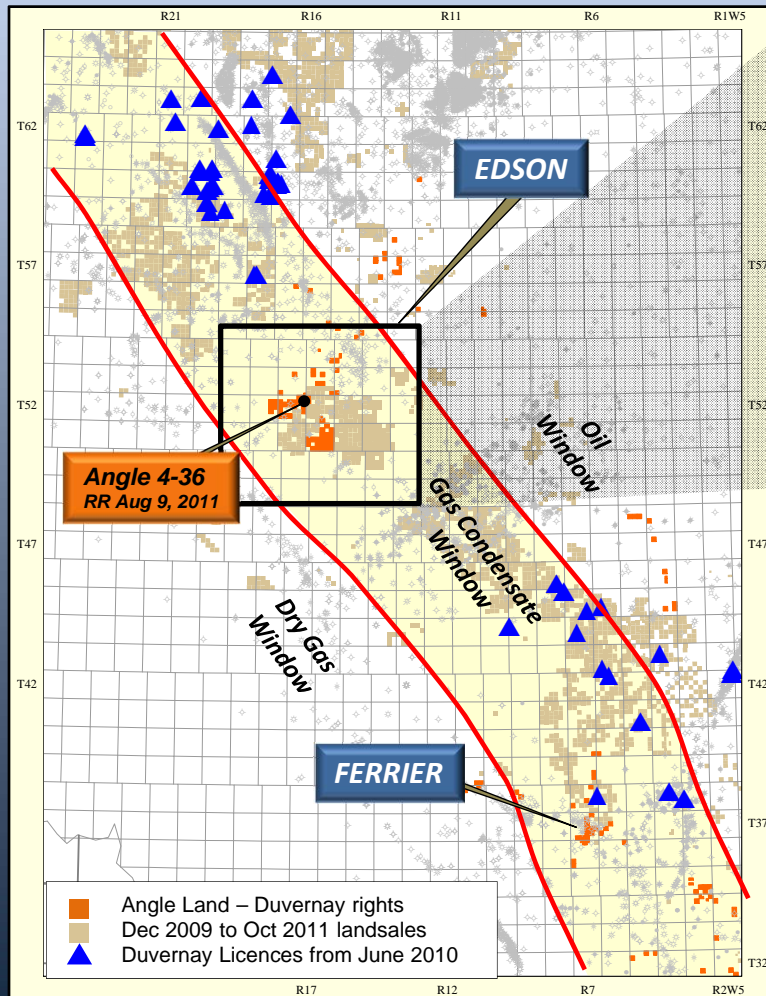 R21 R16 R11 R6 R1W5
T62 T62
EDSON
T57 T57
T52 T52
Oil
Window
Angle 4-36
RR Aug 9, 2011
Gas Condensate
Window
T47 T47
Dry Gas
Window
T42 T42
FERRIER
T37 T37
Angle Land – Duvernay rights
Dec 2009 to Oct 2011 landsales
Duvernay Licences from June 2010
T32
R17 R12 R7 R2W5